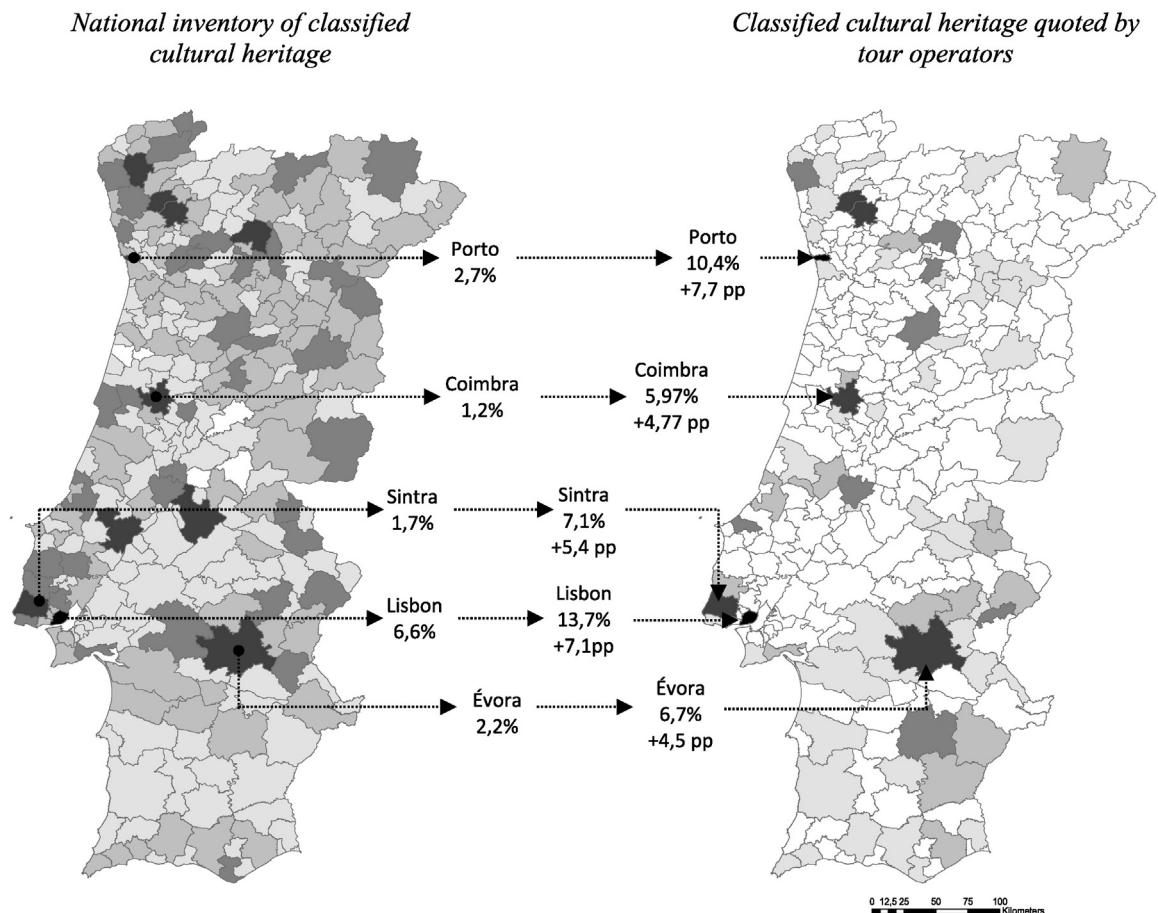 National inventory of classified
cultural heritage
Classified cultural heritage quoted by
tour operators
Porto
2,7%
Porto
10,4%
+7,7 pp
Coimbra
1,2%
Coimbra
5,97%
+4,77 pp
Sintra
1,7%
Sintra
7,1%
+5,4 pp
Lisbon
6,6%
Lisbon
13,7%
+7,1pp
Évora
2,2%
Évora
6,7%
+4,5 pp
0 12,5 25 50 75 100
Kilometers